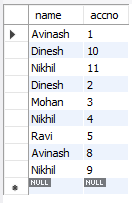 name accno
Avinash 1
Dinesh 10
Nikhil 11
Dinesh 2
Mohan 3
Nikhil 4
Ravi 5
Avinash 8
Nikhil 9
NULL NULL